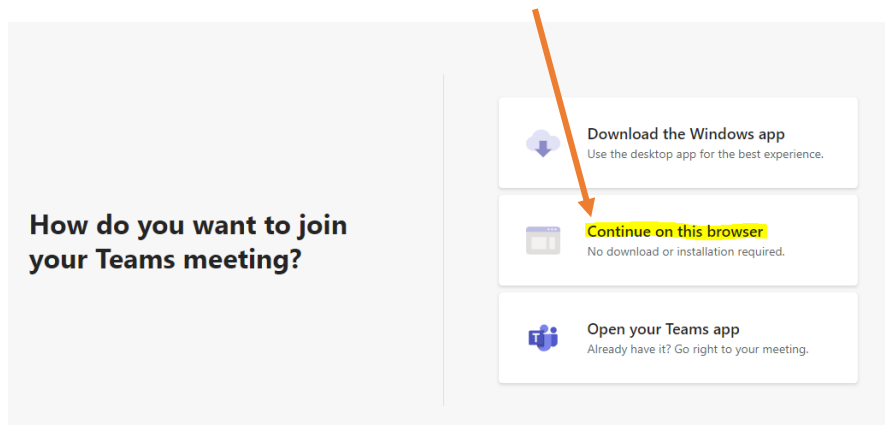 How do you want to join
your Teams meeting?
Download the Windows app
Use the desktop app for the best experience.
Continue on this browser
No download or installation required.
Open your Teams app
Already have it? Go right to your meeting.